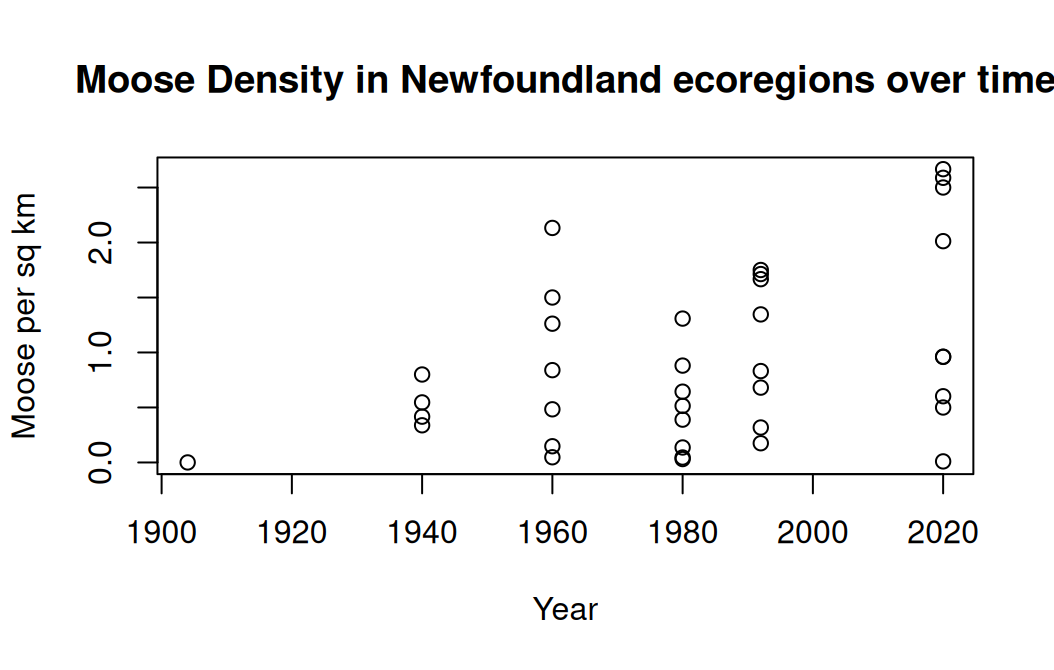 Moose Density in Newfoundland ecoregions over time
Moose per sq km
2.0
1.0
0.0
1900 1920 1940 1960 1980 2000 2020
Year